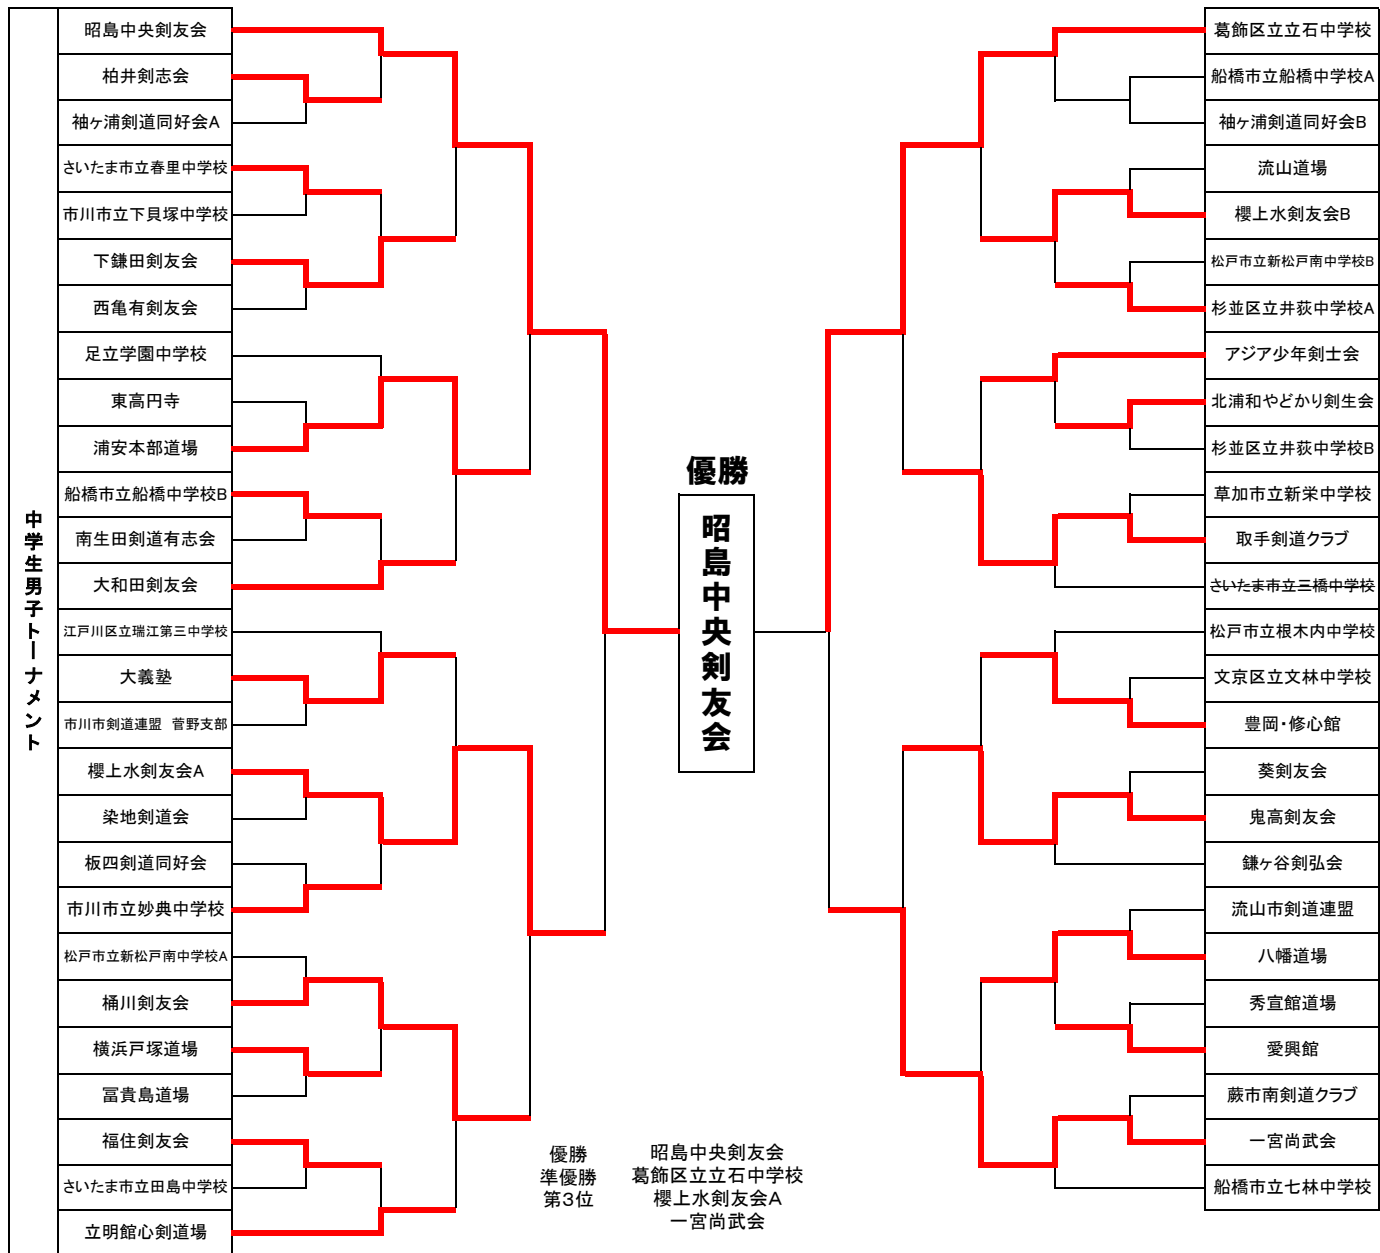 中学生男子トーナメント
昭島中央剣友会
柏井剣志会
袖ヶ浦剣道同好会A
さいたま市立春里中学校
市川市立下貝塚中学校
下鎌田剣友会
西亀有剣友会
足立学園中学校
東高円寺
浦安本部道場
船橋市立船橋中学校B
南生田剣道有志会
大和田剣友会
江戸川区立瑞江第三中学校
大義塾
市川市剣道連盟　菅野支部
櫻上水剣友会A
染地剣道会
板四剣道同好会
市川市立妙典中学校
松戸市立新松戸南中学校A
桶川剣友会
横浜戸塚道場
冨貴島道場
福住剣友会
さいたま市立田島中学校
立明館心剣道場
優勝
昭島中央剣友会
葛飾区立立石中学校
船橋市立船橋中学校A
袖ヶ浦剣道同好会B
流山道場
櫻上水剣友会B
松戸市立新松戸南中学校B
杉並区立井荻中学校A
アジア少年剣士会
北浦和やどかり剣生会
杉並区立井荻中学校B
草加市立新栄中学校
取手剣道クラブ
さいたま市立三橋中学校
松戸市立根木内中学校
文京区立文林中学校
豊岡・修心館
葵剣友会
鬼高剣友会
鎌ヶ谷剣弘会
流山市剣道連盟
八幡道場
秀宣館道場
愛興館
蕨市南剣道クラブ
一宮尚武会
船橋市立七林中学校
優勝　昭島中央剣友会
準優勝　葛飾区立立石中学校
第3位　櫻上水剣友会A
一宮尚武会